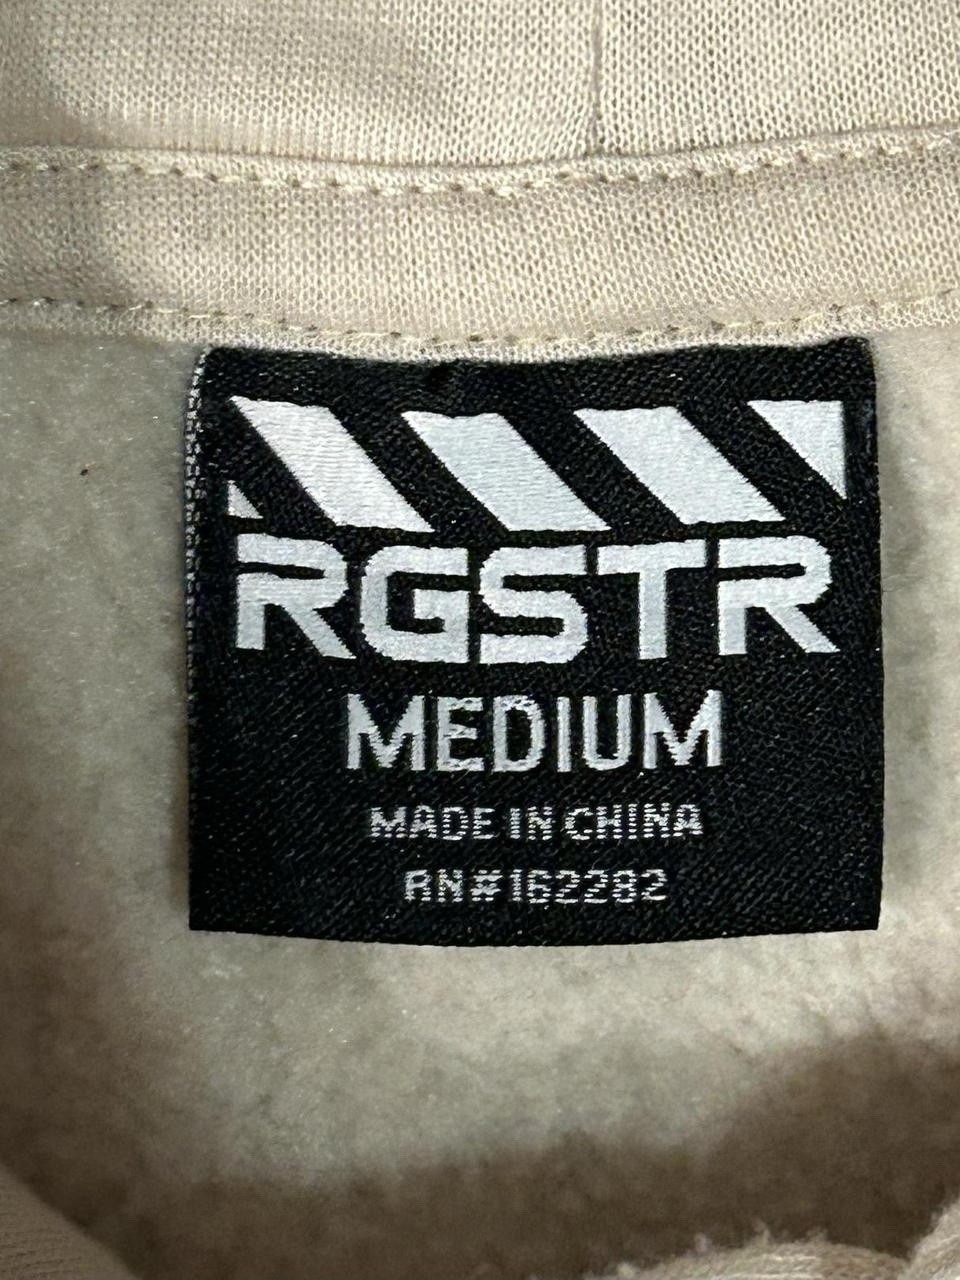 RGSTR
MEDIUM
MADE IN CHINA
RN#162282